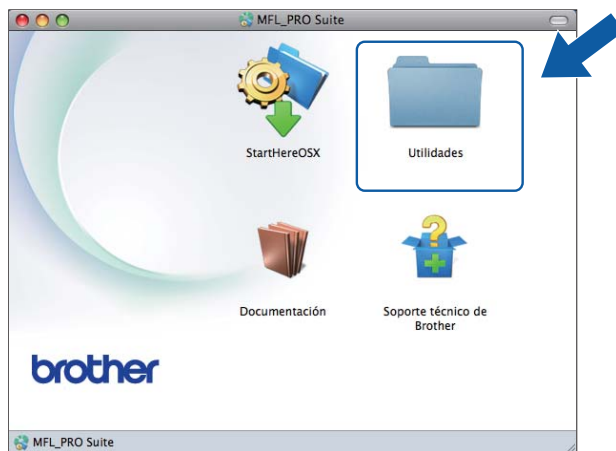 MFL_PRO Suite
StartHereOSX
Utilidades
Documentación
Soporte técnico de
Brother
brother
MFL_PRO Suite